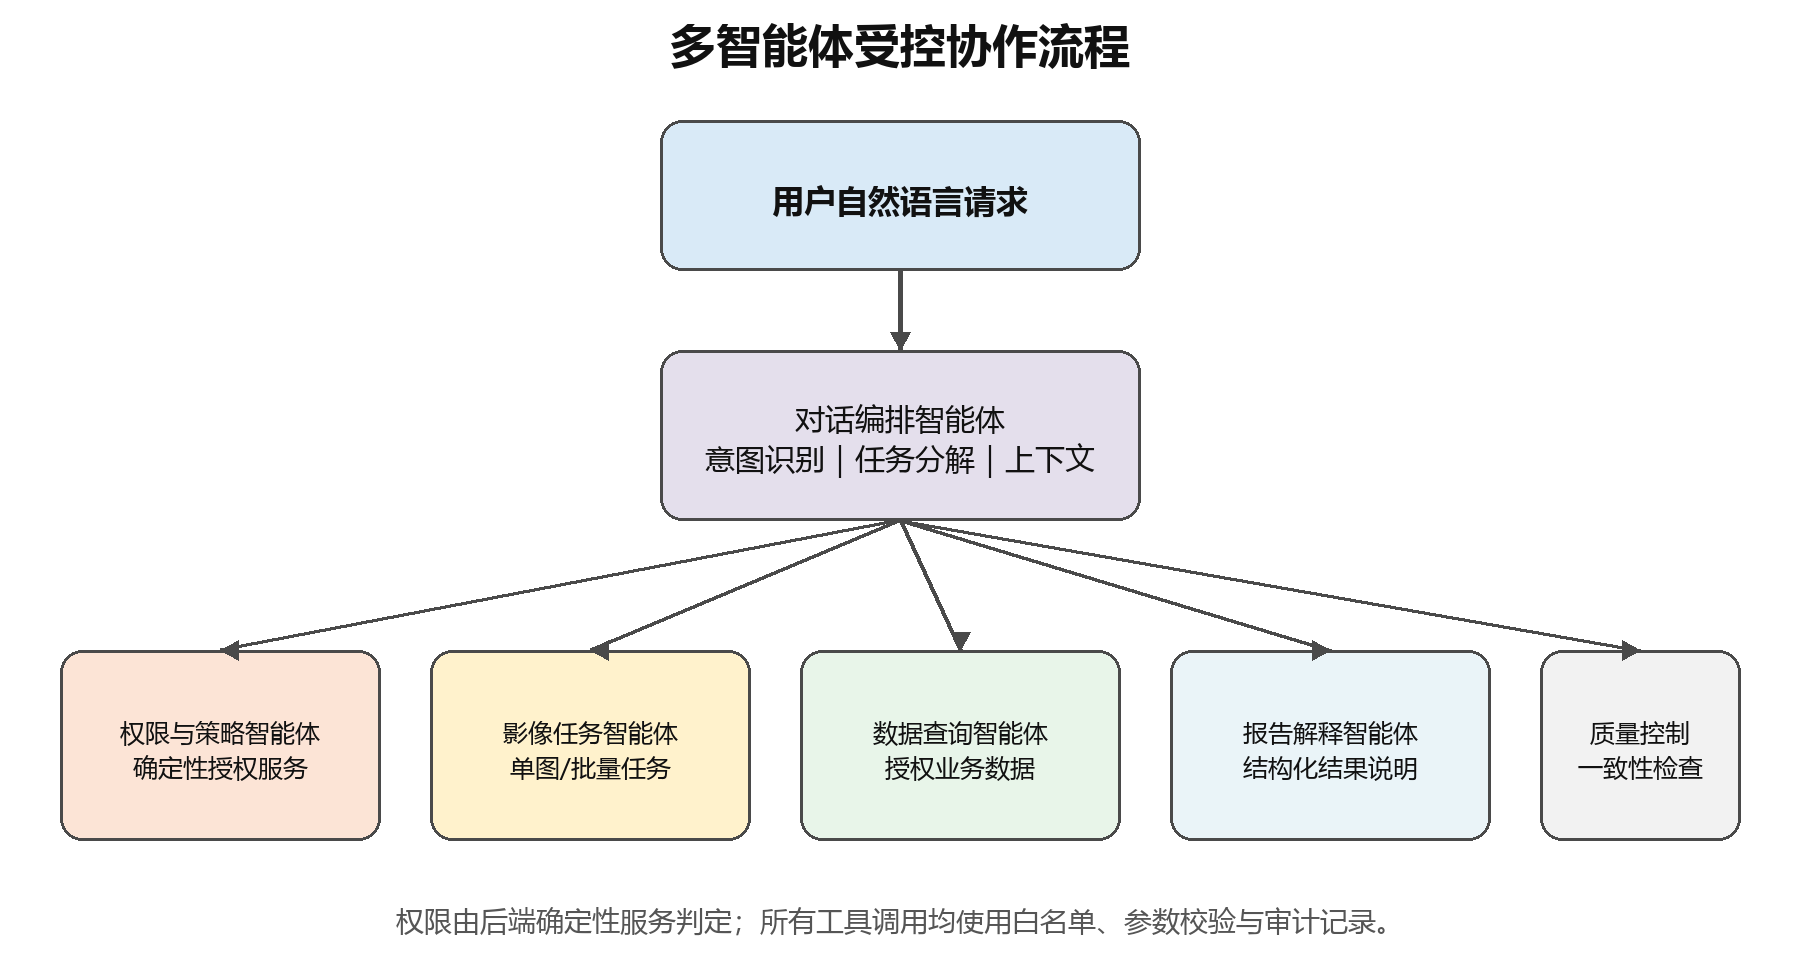 多智能体受控协作流程
用户自然语言请求
对话编排智能体
意图识别｜任务分解｜上下文
权限与策略智能体
确定性授权服务
影像任务智能体
单图/批量任务
数据查询智能体
授权业务数据
报告解释智能体
结构化结果说明
质量控制
一致性检查
权限由后端确定性服务判定；所有工具调用均使用白名单、参数校验与审计记录。